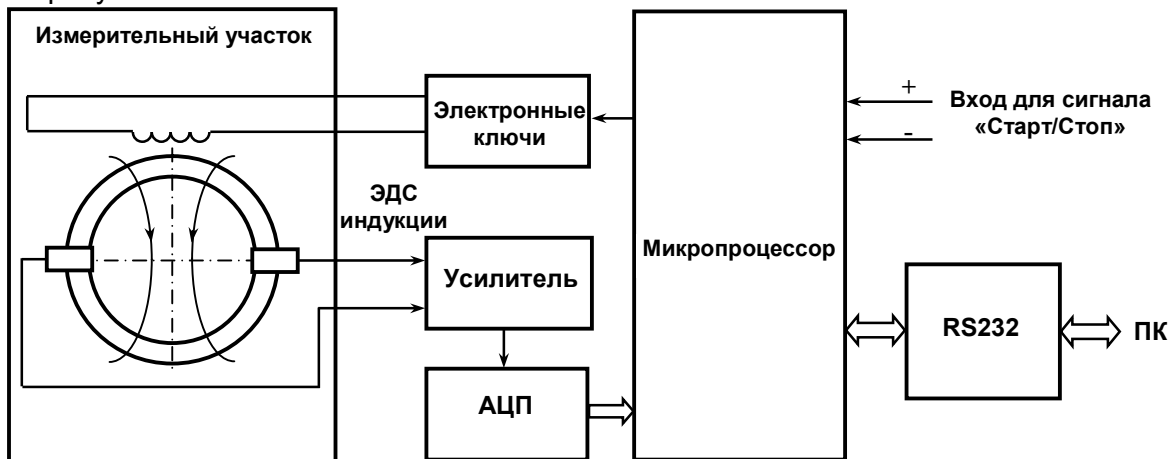 Измерительный участок
Электронные
ключи
+
-
Вход для сигнала
«Старт/Стоп»
ЭДС
индукции
Микропроцессор
Усилитель
RS232
ПК
АЦП